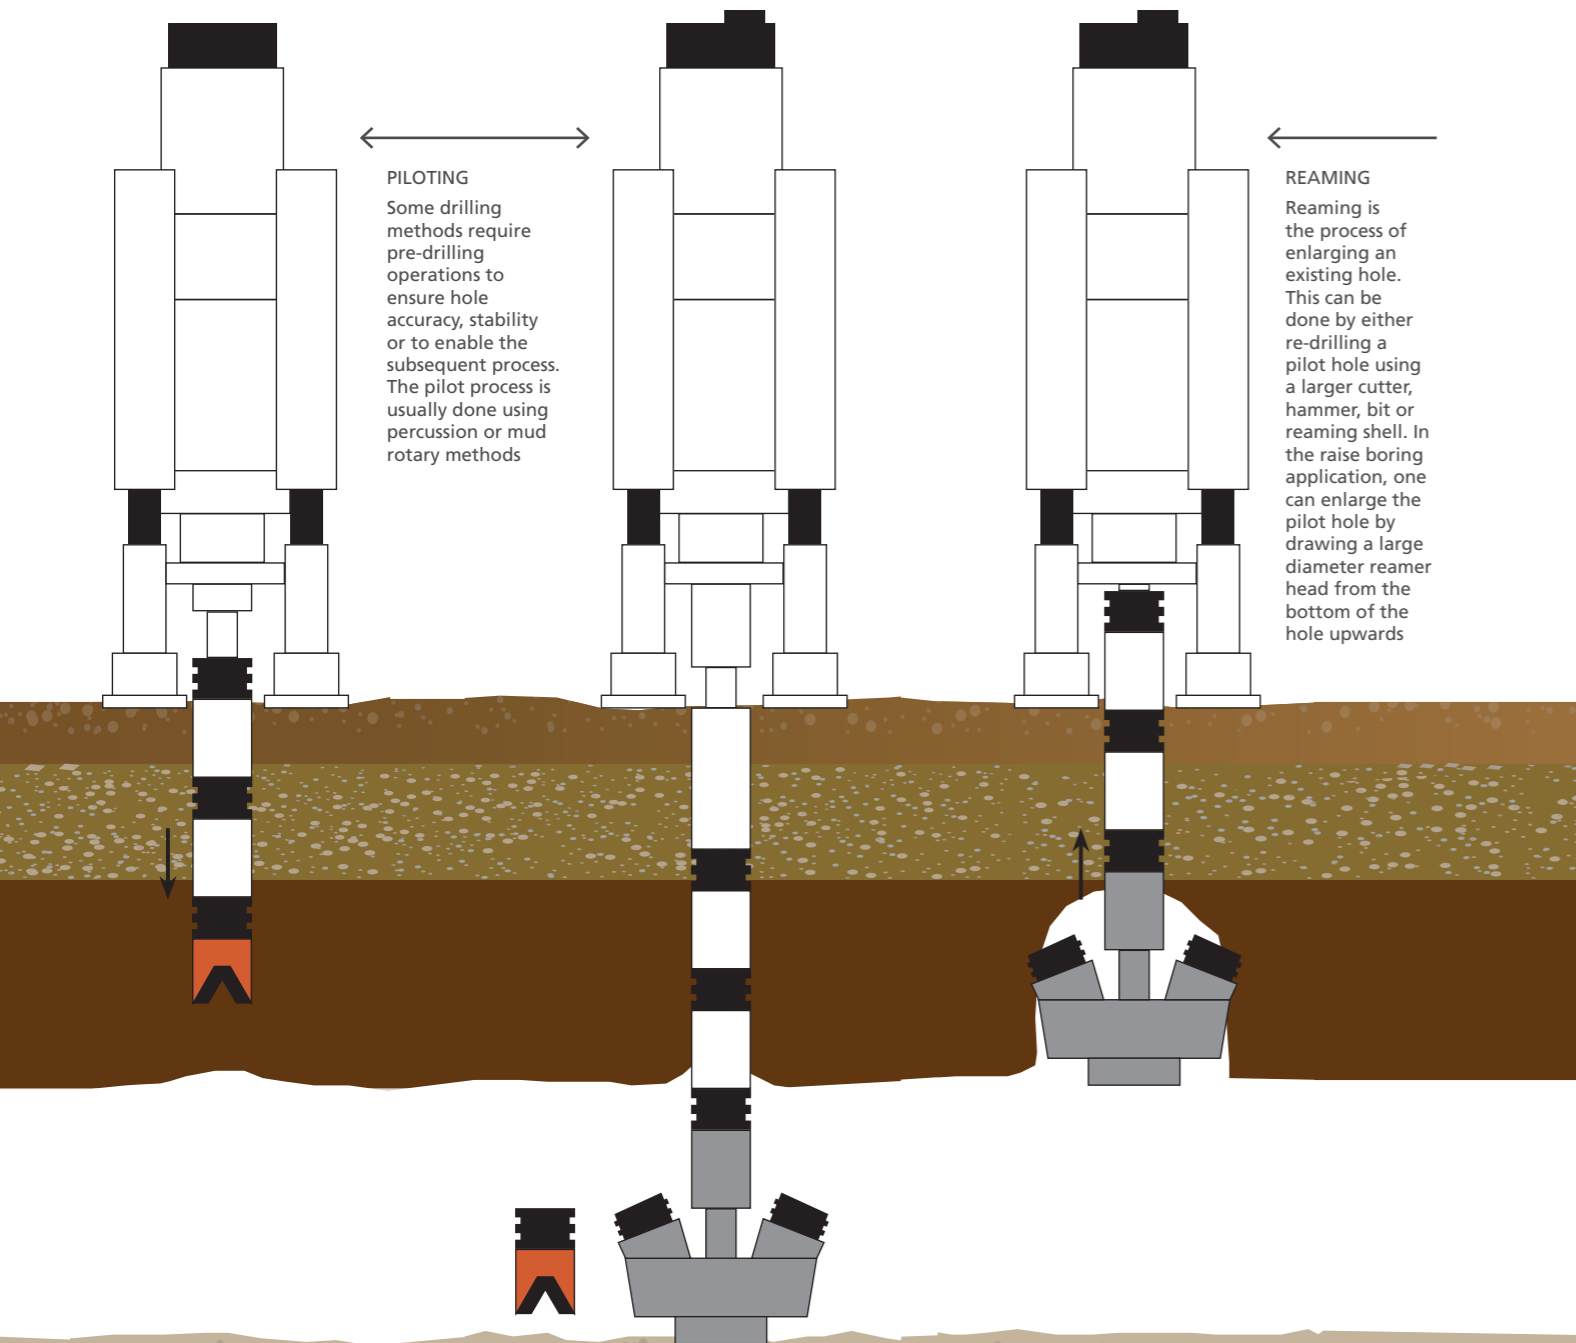 PILOTING
Some drilling
methods require
pre-drilling
operations to
ensure hole
accuracy, stability
or to enable the
subsequent process.
The pilot process is
usually done using
percussion or mud
rotary methods
REAMING
Reaming is
the process of
enlarging an
existing hole.
This can be
done by either
re-drilling a
pilot hole using
a larger cutter,
hammer, bit or
reaming shell. In
the raise boring
application, one
can enlarge the
pilot hole by
drawing a large
diameter reamer
head from the
bottom of the
hole upwards